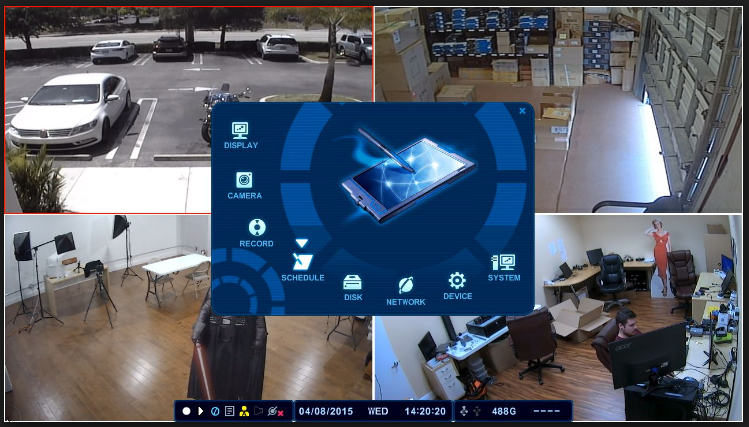 DISPLAY
CAMERA
RECORD
SCHEDULE
DISK
NETWORK
DEVICE
SYSTEM
04/08/2015 WED 14:20:20 488G ----